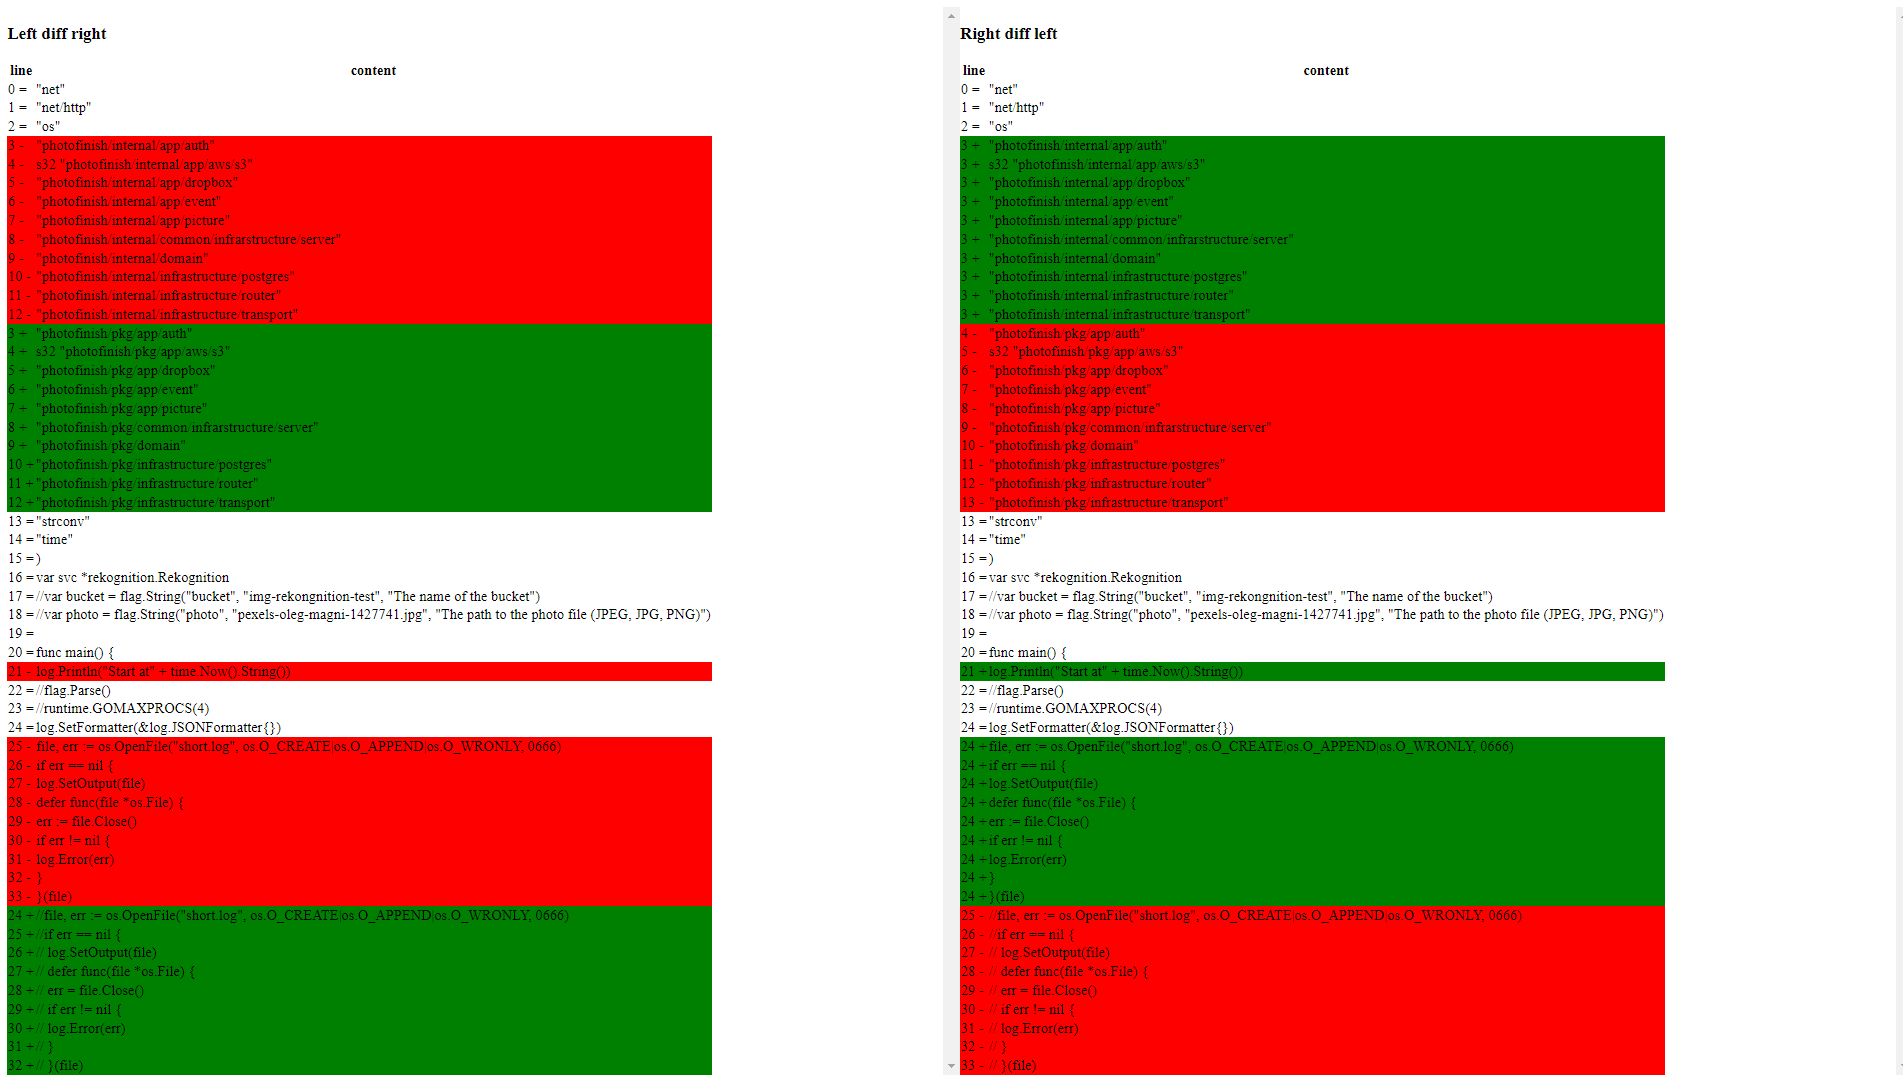 Left diff right
line content
0 = "net"
1 = "net/http"
2 = "os"
3 - "photofinish/internal/app/auth"
4 - s32 "photofinish/internal/app/aws/s3"
5 - "photofinish/internal/app/dropbox"
6 - "photofinish/internal/app/event"
7 - "photofinish/internal/app/picture"
8 - "photofinish/internal/common/infrarstructure/server"
9 - "photofinish/internal/domain"
10 - "photofinish/internal/infrastructure/postgres"
11 - "photofinish/internal/infrastructure/router"
12 - "photofinish/internal/infrastructure/transport"
3 + "photofinish/pkg/app/auth"
4 + s32 "photofinish/pkg/app/aws/s3"
5 + "photofinish/pkg/app/dropbox"
6 + "photofinish/pkg/app/event"
7 + "photofinish/pkg/app/picture"
8 + "photofinish/pkg/common/infrarstructure/server"
9 + "photofinish/pkg/domain"
10 + "photofinish/pkg/infrastructure/postgres"
11 + "photofinish/pkg/infrastructure/router"
12 + "photofinish/pkg/infrastructure/transport"
13 = "strconv"
14 = "time"
15 = )
16 = var svc *rekognition.Rekognition
17 = //var bucket = flag.String("bucket", "img-rekongnition-test", "The name of the bucket")
18 = //var photo = flag.String("photo", "pexels-oleg-magni-1427741.jpg", "The path to the photo file (JPEG, JPG, PNG)")
19 =
20 = func main() {
21 - log.Println("Start at" + time.Now().String())
22 = //flag.Parse()
23 = //runtime.GOMAXPROCS(4)
24 = log.SetFormatter(&log.JSONFormatter{})
25 - file, err := os.OpenFile("short.log", os.O_CREATE|os.O_APPEND|os.O_WRONLY, 0666)
26 - if err == nil {
27 - log.SetOutput(file)
28 - defer func(file *os.File) {
29 - err := file.Close()
30 - if err != nil {
31 - log.Error(err)
32 - }
33 - }(file)
24 + //file, err := os.OpenFile("short.log", os.O_CREATE|os.O_APPEND|os.O_WRONLY, 0666)
25 + //if err == nil {
26 + // log.SetOutput(file)
27 + // defer func(file *os.File) {
28 + // err = file.Close()
29 + // if err != nil {
30 + // log.Error(err)
31 + // }
32 + // }(file)
Right diff left
line content
0 = "net"
1 = "net/http"
2 = "os"
3 + "photofinish/internal/app/auth"
3 + s32 "photofinish/internal/app/aws/s3"
3 + "photofinish/internal/app/dropbox"
3 + "photofinish/internal/app/event"
3 + "photofinish/internal/app/picture"
3 + "photofinish/internal/common/infrarstructure/server"
3 + "photofinish/internal/domain"
3 + "photofinish/internal/infrastructure/postgres"
3 + "photofinish/internal/infrastructure/router"
3 + "photofinish/internal/infrastructure/transport"
4 - "photofinish/pkg/app/auth"
5 - s32 "photofinish/pkg/app/aws/s3"
6 - "photofinish/pkg/app/dropbox"
7 - "photofinish/pkg/app/event"
8 - "photofinish/pkg/app/picture"
9 - "photofinish/pkg/common/infrarstructure/server"
10 - "photofinish/pkg/domain"
11 - "photofinish/pkg/infrastructure/postgres"
12 - "photofinish/pkg/infrastructure/router"
13 - "photofinish/pkg/infrastructure/transport"
13 = "strconv"
14 = "time"
15 = )
16 = var svc *rekognition.Rekognition
17 = //var bucket = flag.String("bucket", "img-rekongnition-test", "The name of the bucket")
18 = //var photo = flag.String("photo", "pexels-oleg-magni-1427741.jpg", "The path to the photo file (JPEG, JPG, PNG)")
19 =
20 = func main() {
21 + log.Println("Start at" + time.Now().String())
22 = //flag.Parse()
23 = //runtime.GOMAXPROCS(4)
24 = log.SetFormatter(&log.JSONFormatter{})
24 + file, err := os.OpenFile("short.log", os.O_CREATE|os.O_APPEND|os.O_WRONLY, 0666)
24 + if err == nil {
24 + log.SetOutput(file)
24 + defer func(file *os.File) {
24 + err := file.Close()
24 + if err != nil {
24 + log.Error(err)
24 + }
24 + }(file)
25 - //file, err := os.OpenFile("short.log", os.O_CREATE|os.O_APPEND|os.O_WRONLY, 0666)
26 - //if err == nil {
27 - // log.SetOutput(file)
28 - // defer func(file *os.File) {
29 - // err = file.Close()
30 - // if err != nil {
31 - // log.Error(err)
32 - // }
33 - // }(file)